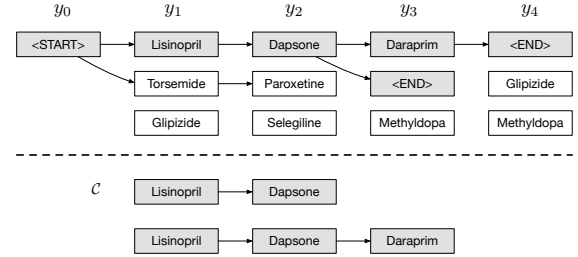 y0 y1 y2 y3 y4
<START> Lisinopril Dapsone Daraprim <END>
Torsemide Paroxetine <END> Glipizide
Glipizide Selegiline Methyldopa Methyldopa
C Lisinopril Dapsone
Lisinopril Dapsone Daraprim